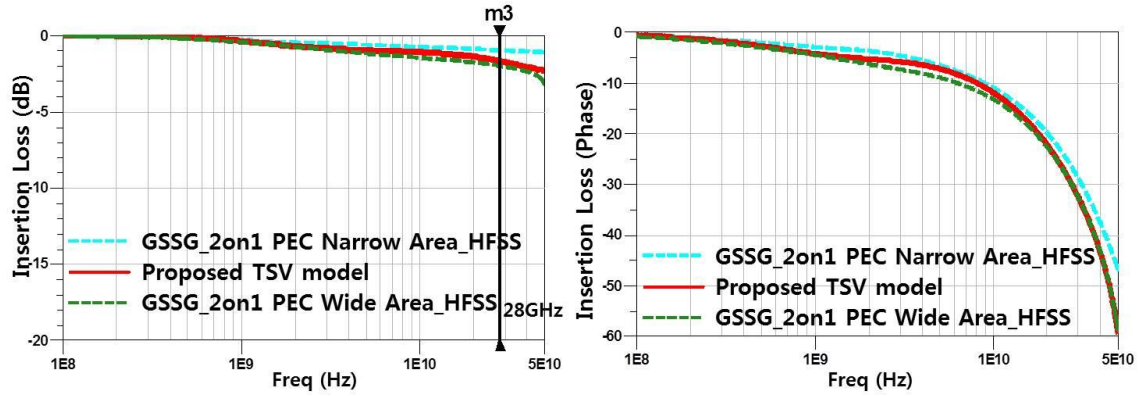 m3
0
-5
-10
-15
-20
Insertion Loss (dB)
GSSG_2on1 PEC Narrow Area_HFSS
Proposed TSV model
GSSG_2on1 PEC Wide Area_HFSS
28GHz
1E8
1E9
1E10
5E10
Freq (Hz)
0
-10
-20
-30
-40
-50
-60
Insertion Loss (Phase)
GSSG_2on1 PEC Narrow Area_HFSS
Proposed TSV model
GSSG_2on1 PEC Wide Area_HFSS
1E8
1E9
1E10
5E10
Freq (Hz)